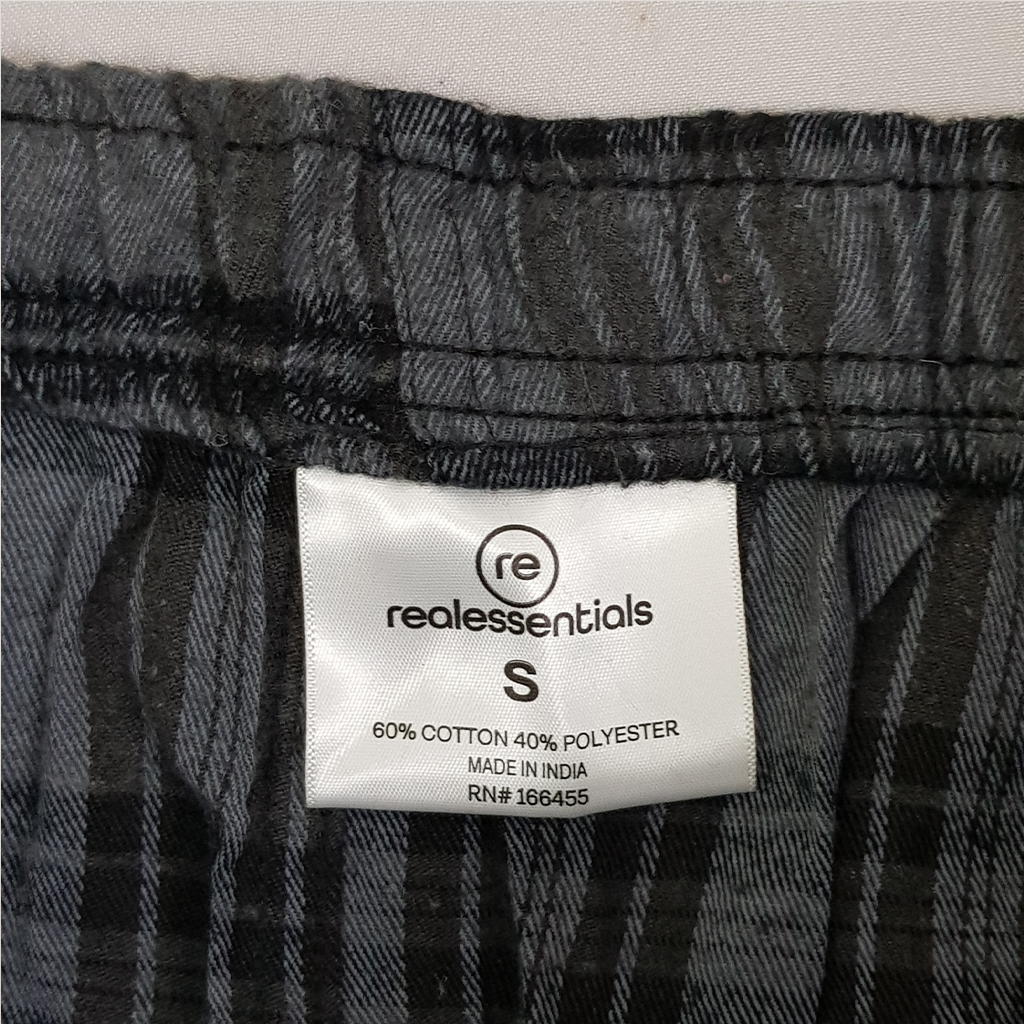 re
realessentials
S
60% COTTON 40% POLYESTER
MADE IN INDIA
RN# 166455